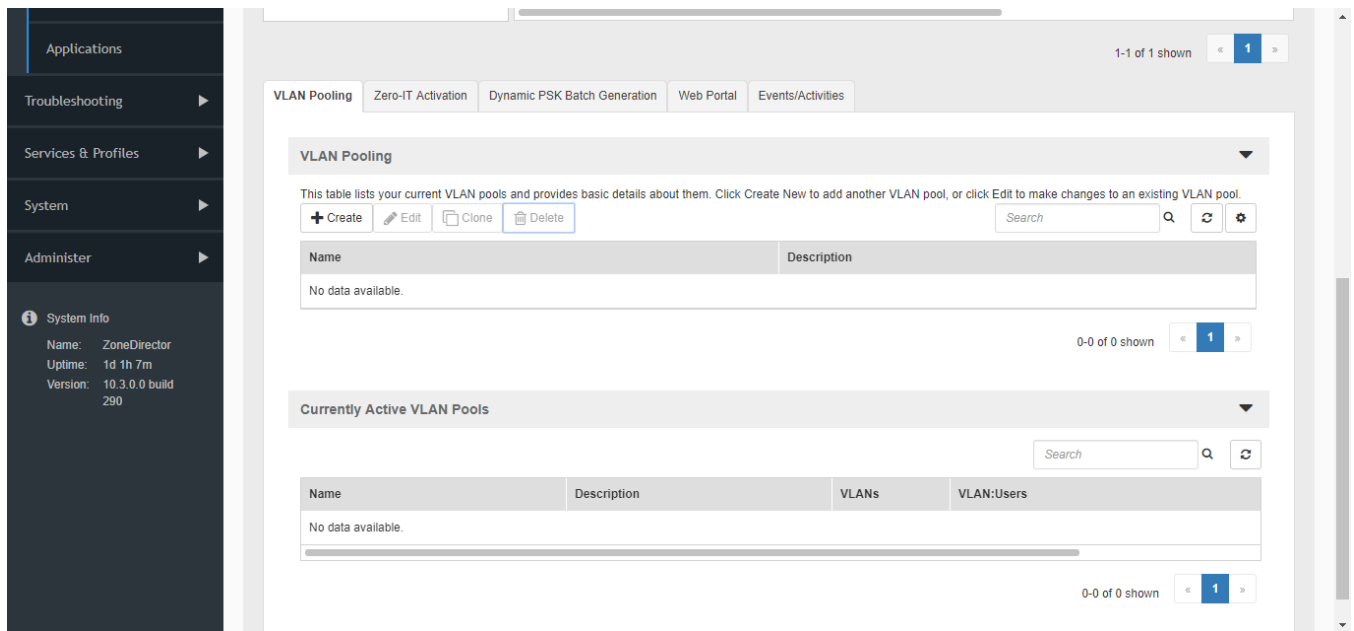 Applications
Troubleshooting
Services & Profiles
System
Administer
System Info
Name: ZoneDirector
Uptime: 1d 1h 7m
Version: 10.3.0.0 build
290
1-1 of 1 shown « 1 »
VLAN Pooling Zero-IT Activation Dynamic PSK Batch Generation Web Portal Events/Activities
VLAN Pooling
This table lists your current VLAN pools and provides basic details about them. Click Create New to add another VLAN pool, or click Edit to make changes to an existing VLAN pool.
Create Edit Clone Delete Search
Name Description
No data available.
0-0 of 0 shown « 1 »
Currently Active VLAN Pools
Search
Name Description VLANs VLAN:Users
No data available.
0-0 of 0 shown « 1 »